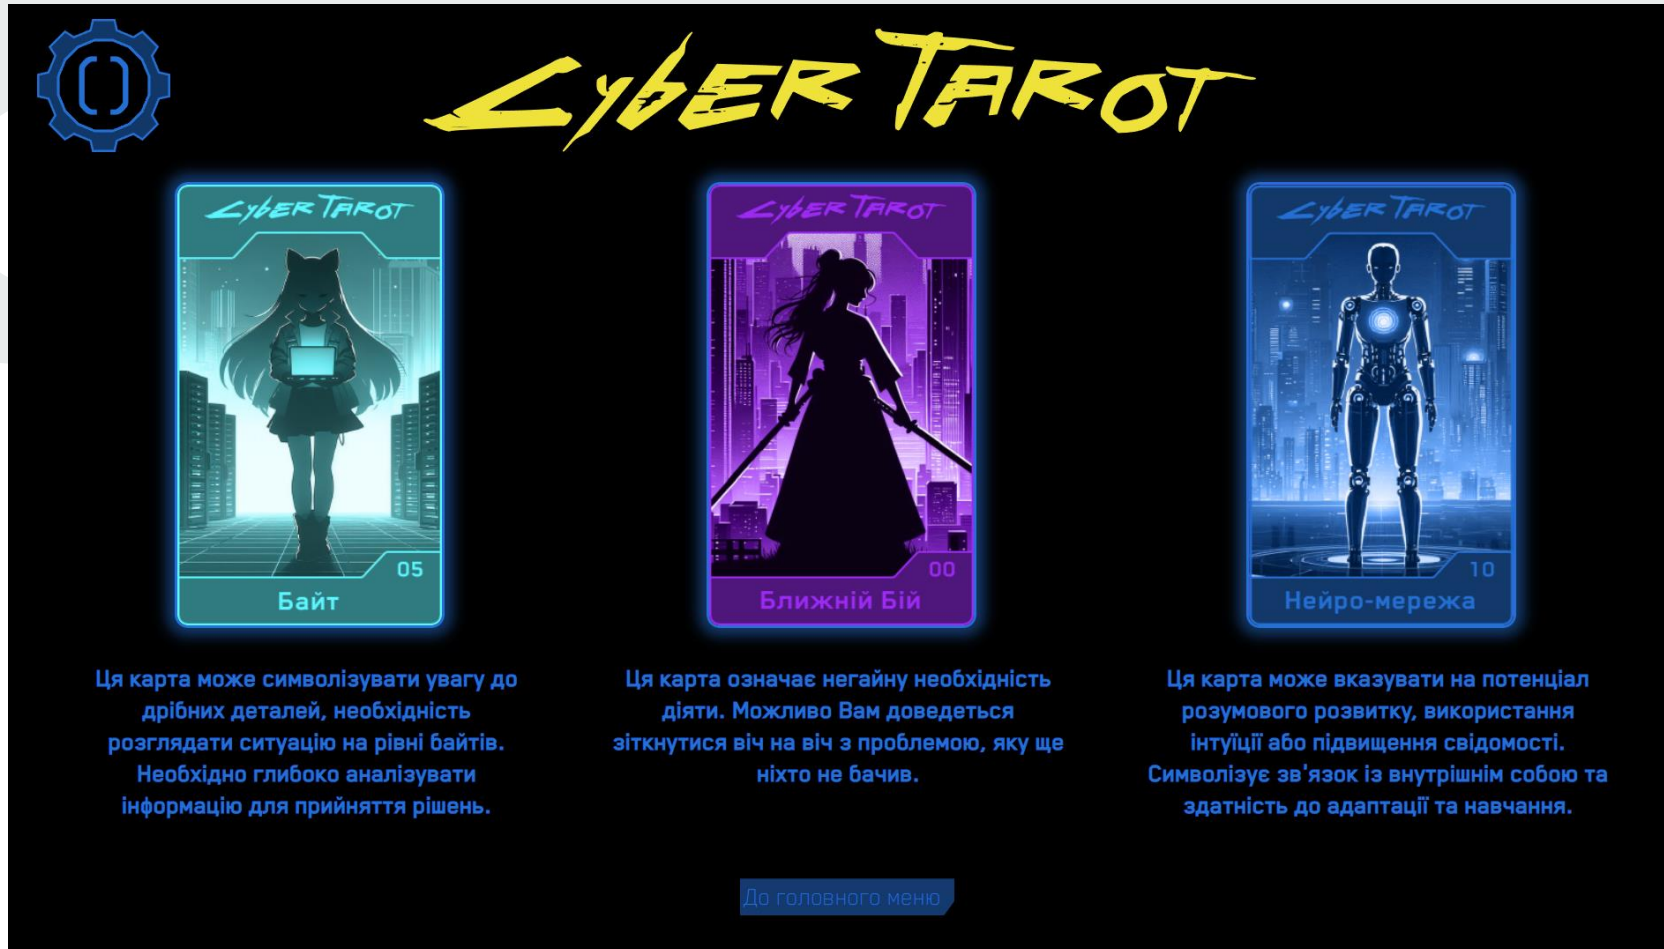 Cyber Tarot
Cyber Tarot
05
Байт
Cyber Tarot
00
Ближній Бій
Cyber Tarot
10
Нейро-мережа
Ця карта може символізувати увагу до
дрібних деталей, необхідність
розглядати ситуацію на рівні байтів.
Необхідно глибоко аналізувати
інформацію для прийняття рішень.
Ця карта означає негайну необхідність
діяти. Можливо Вам доведеться
зіткнутися віч на віч з проблемою, яку ще
ніхто не бачив.
Ця карта може вказувати на потенціал
розумового розвитку, використання
інтуїції або підвищення свідомості.
Символізує зв'язок із внутрішнім собою та
здатність до адаптації та навчання.
До головного меню